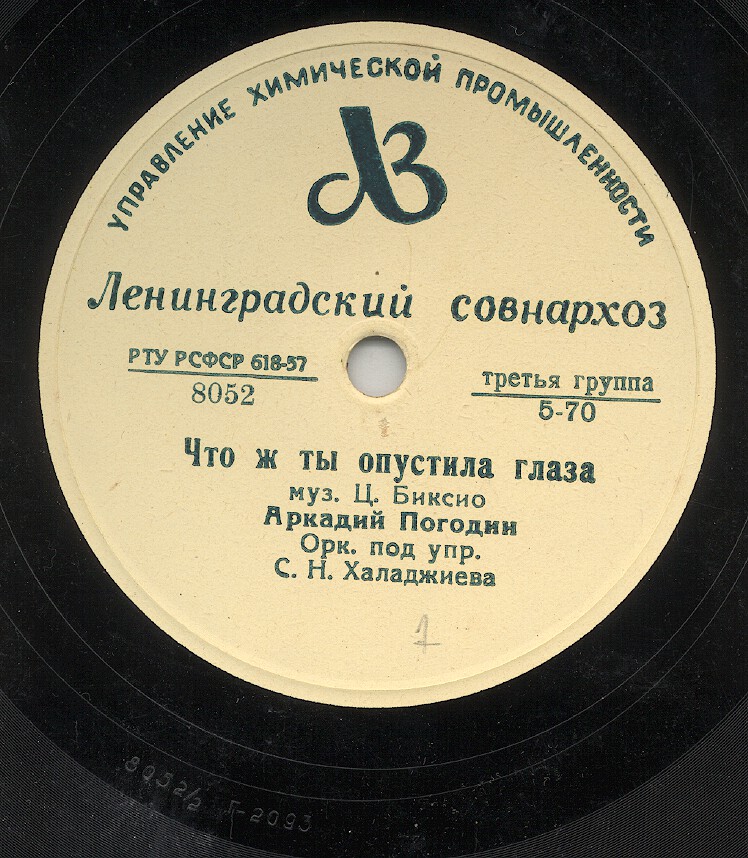 УПРАВЛЕНИЕ ХИМИЧЕСКОЙ ПРОМЫШЛЕННОСТИ
ЛЗ
Ленинградский совнархоз
РТУ РСФСР 618-57
8052
третья группа
5-70
Что ж ты опустила глаза
муз. Ц. Биксио
Аркадий Погодин
Орк. под упр.
С. Н. Халаджиева
1
8052/2 Г-2093